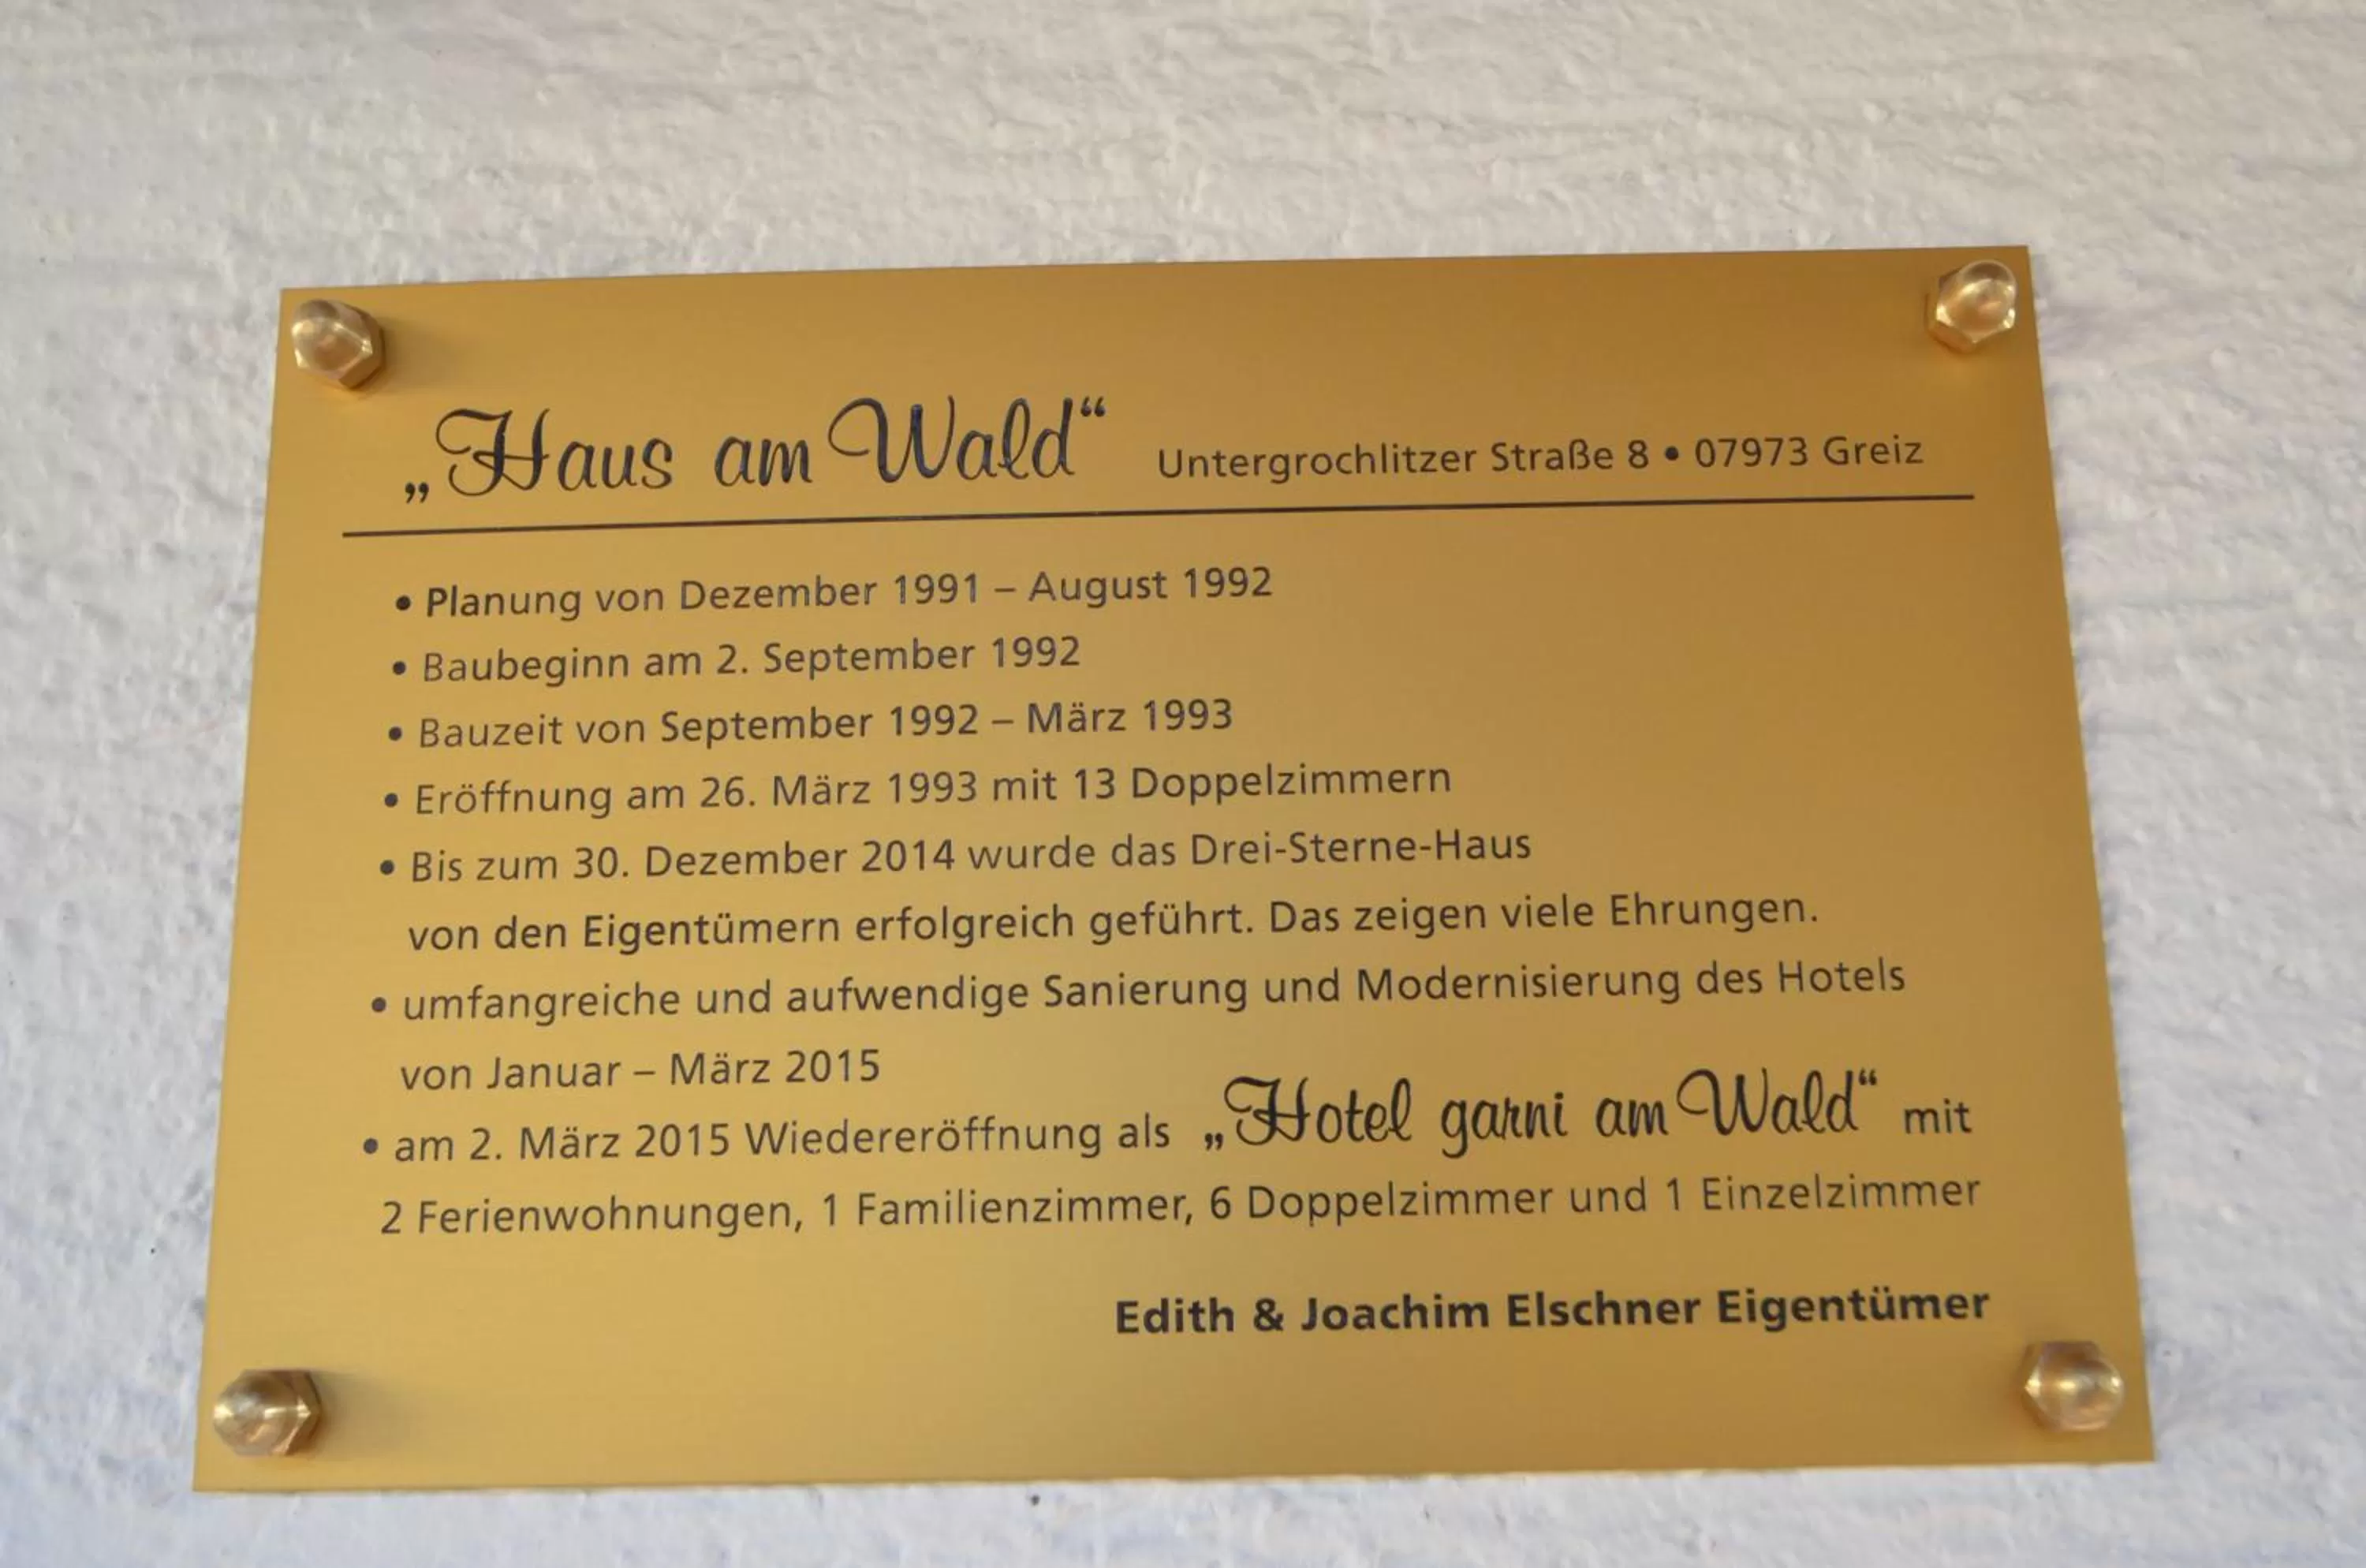 „Haus am Wald“ Untergrochlitzer Straße 8 • 07973 Greiz
• Planung von Dezember 1991 – August 1992
• Baubeginn am 2. September 1992
• Bauzeit von September 1992 – März 1993
• Eröffnung am 26. März 1993 mit 13 Doppelzimmern
• Bis zum 30. Dezember 2014 wurde das Drei-Sterne-Haus
von den Eigentümern erfolgreich geführt. Das zeigen viele Ehrungen.
• umfangreiche und aufwendige Sanierung und Modernisierung des Hotels
von Januar – März 2015
• am 2. März 2015 Wiedereröffnung als „Hotel garni am Wald“ mit
2 Ferienwohnungen, 1 Familienzimmer, 6 Doppelzimmer und 1 Einzelzimmer
Edith & Joachim Elschner Eigentümer